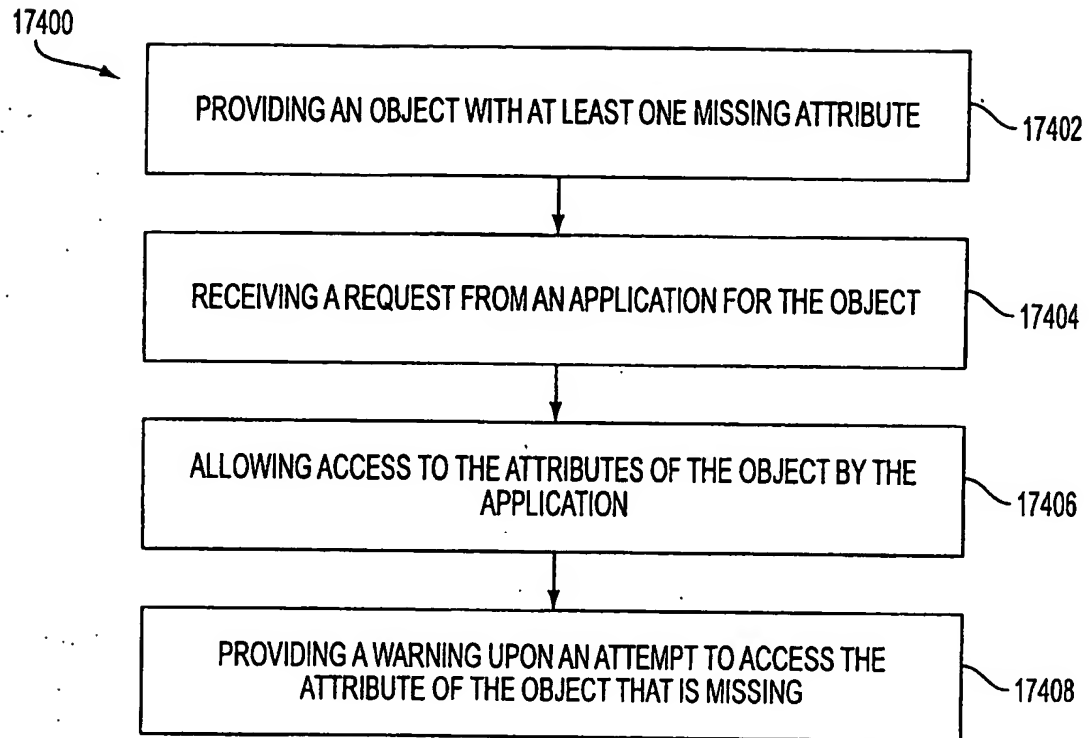 17400
PROVIDING AN OBJECT WITH AT LEAST ONE MISSING ATTRIBUTE
17402
RECEIVING A REQUEST FROM AN APPLICATION FOR THE OBJECT
17404
ALLOWING ACCESS TO THE ATTRIBUTES OF THE OBJECT BY THE
APPLICATION
17406
PROVIDING A WARNING UPON AN ATTEMPT TO ACCESS THE
ATTRIBUTE OF THE OBJECT THAT IS MISSING
17408